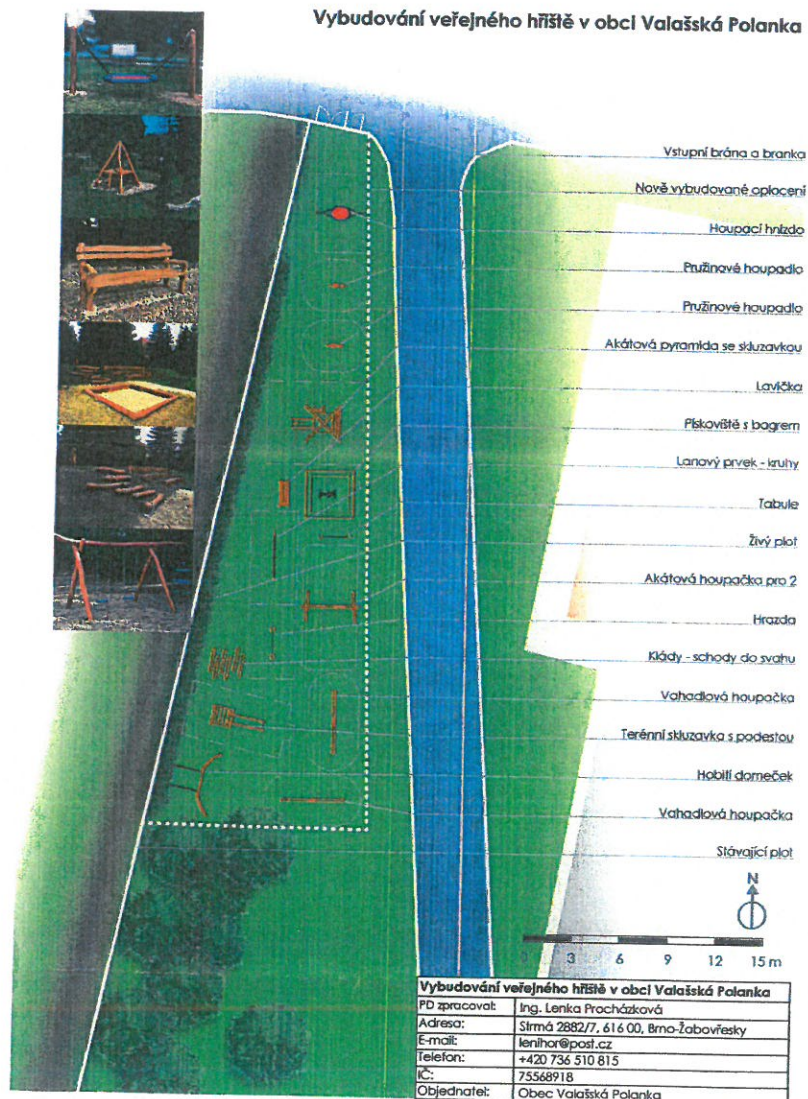 Vybudování veřejného hřiště v obci Valašská Polanka
Vstupní brána a branka
Nově vybudované oplocení
Houpací hnízdo
Pružinové houpadlo
Pružinové houpadlo
Akátová pyramida se skluzavkou
Lavička
Pískoviště s bagrem
Lanový prvek - kruhy
Tabule
Živý plot
Akátová houpačka pro 2
Hrazda
Klády - schody do svahu
Vahadlová houpačka
Terénní skluzavka s podestou
Hobití domeček
Vahadlová houpačka
Stávající plot
N
0 3 6 9 12 15 m
Vybudování veřejného hřiště v obci Valašská Polanka
PD zpracoval: Ing. Lenka Procházková
Adresa: Strmá 2882/7, 616 00, Brno-Žabovřesky
E-mail: lenihor@post.cz
Telefon: +420 736 510 815
IČ: 75568918
Objednatel: Obec Valašská Polanka